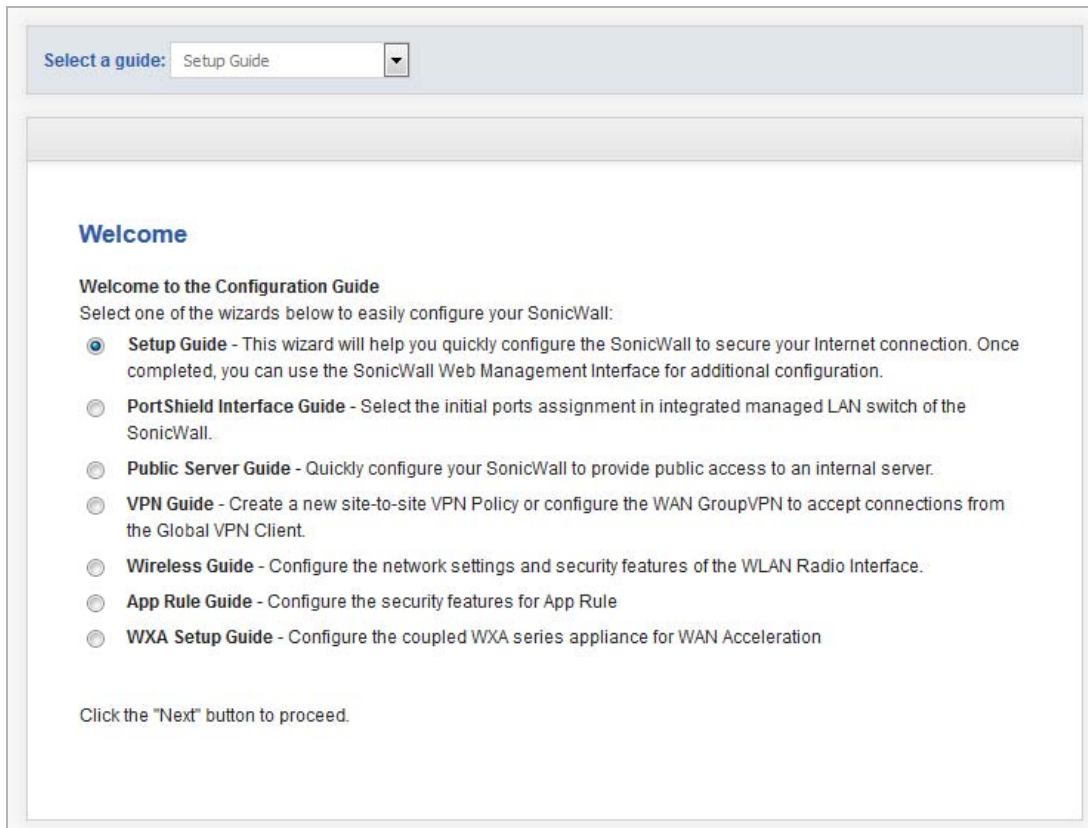 Select a guide: Setup Guide
Welcome
Welcome to the Configuration Guide
Select one of the wizards below to easily configure your SonicWall:
Setup Guide - This wizard will help you quickly configure the SonicWall to secure your Internet connection. Once
completed, you can use the SonicWall Web Management Interface for additional configuration.
PortShield Interface Guide - Select the initial ports assignment in integrated managed LAN switch of the
SonicWall.
Public Server Guide - Quickly configure your SonicWall to provide public access to an internal server.
VPN Guide - Create a new site-to-site VPN Policy or configure the WAN GroupVPN to accept connections from
the Global VPN Client.
Wireless Guide - Configure the network settings and security features of the WLAN Radio Interface.
App Rule Guide - Configure the security features for App Rule
WXA Setup Guide - Configure the coupled WXA series appliance for WAN Acceleration
Click the "Next" button to proceed.